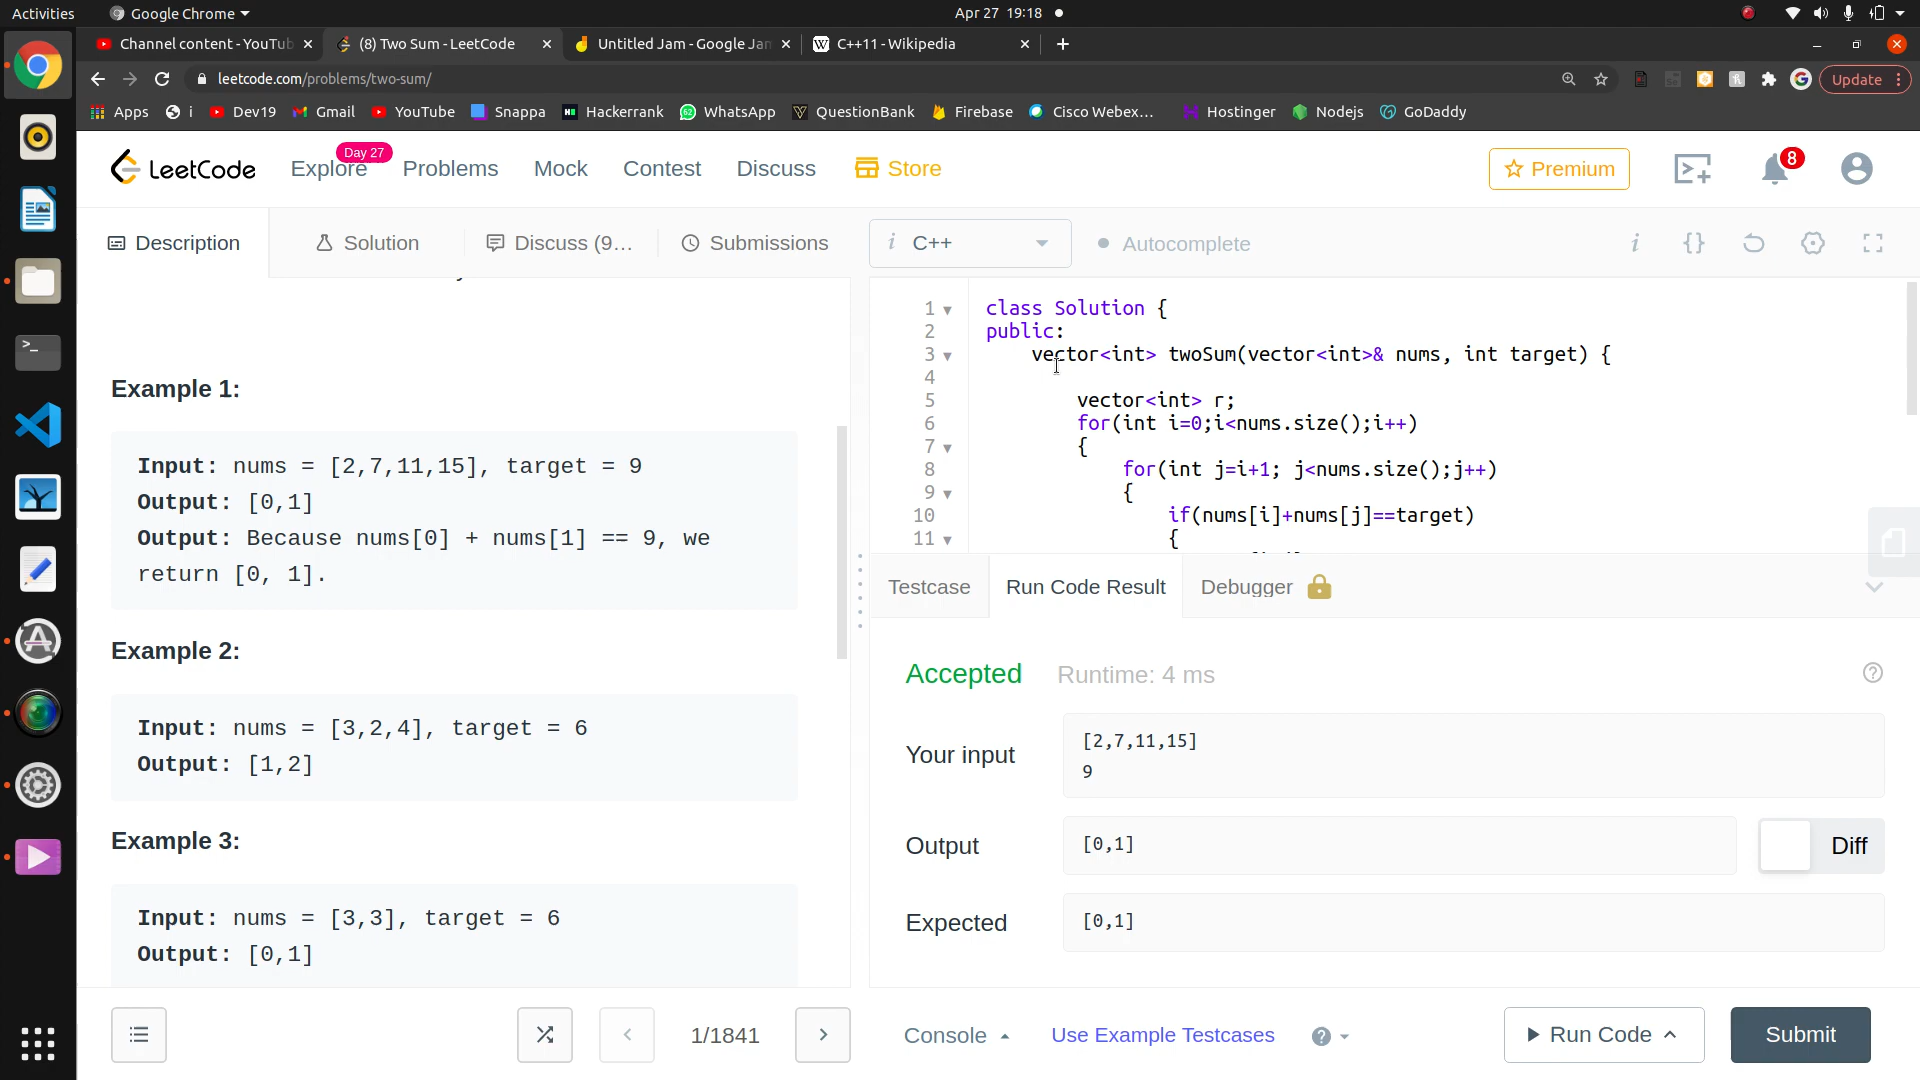 Activities
Google Chrome
Apr 27 19:18
Channel content - YouTub
(8) Two Sum - LeetCode
Untitled Jam - Google Jam
C++11 - Wikipedia
leetcode.com/problems/two-sum/
Update
Apps
i
Dev19
Gmail
YouTube
Snappa
Hackerrank
WhatsApp
QuestionBank
Firebase
Cisco Webex...
Hostinger
Nodejs
GoDaddy
LeetCode
Explore
Day 27
Problems
Mock
Contest
Discuss
Store
Premium
8
Description
Solution
Discuss (9...
Submissions
i C++
Autocomplete
i
{}
Example 1:
Input: nums = [2,7,11,15], target = 9
Output: [0,1]
Output: Because nums[0] + nums[1] == 9, we
return [0, 1].
Example 2:
Input: nums = [3,2,4], target = 6
Output: [1,2]
Example 3:
Input: nums = [3,3], target = 6
Output: [0,1]
1 class Solution {
2 public:
3 vector<int> twoSum(vector<int>& nums, int target) {
4
5 vector<int> r;
6 for(int i=0;i<nums.size();i++)
7 {
8 for(int j=i+1; j<nums.size();j++)
9 {
10 if(nums[i]+nums[j]==target)
11 {
Testcase
Run Code Result
Debugger
Accepted
Runtime: 4 ms
Your input
[2,7,11,15]
9
Output
[0,1]
Diff
Expected
[0,1]
1/1841
Console
Use Example Testcases
Run Code
Submit